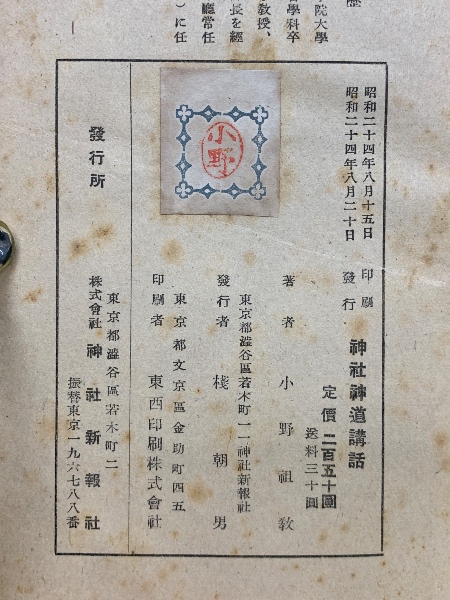 院大學
學科卒
教授、
廳常任
長を經
）に任
昭和二十四年八月十五日 印刷
昭和二十四年八月二十日 發行
神社神道講話
定價 二百五十圓
送料三十圓
著者 小野祖教
東京都澁谷區若木町一一神社新報社
發行者 棧朝男
東京都文京區金助町四五
印刷者 東西印刷株式會社
小野
發行所
東京都澁谷區若木町二
株式會社 神社新報社
振替東京一九六七八八番